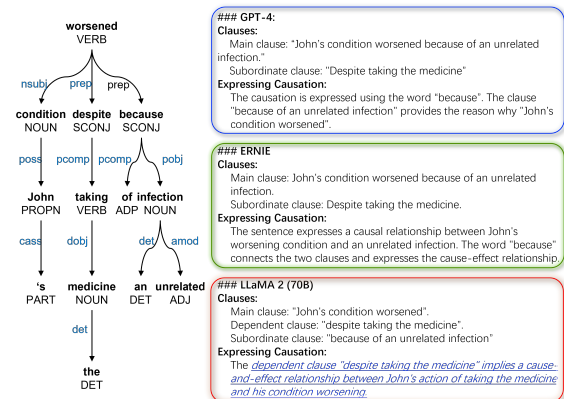 worsened
VERB
nsubj prep prep
condition despite because
NOUN SCONJ SCONJ
poss pcomp pcomp pobj
John taking of infection
PROPN VERB ADP NOUN
cass dobj det amod
's medicine an unrelated
PART NOUN DET ADJ
det
the
DET
### GPT-4:
Clauses:
Main clause: "John's condition worsened because of an unrelated
infection."
Subordinate clause: "Despite taking the medicine"
Expressing Causation:
The causation is expressed using the word "because". The clause
"because of an unrelated infection" provides the reason why "John's
condition worsened".
### ERNIE
Clauses:
Main clause: John's condition worsened because of an unrelated
infection.
Subordinate clause: Despite taking the medicine.
Expressing Causation:
The sentence expresses a causal relationship between John's
worsening condition and an unrelated infection. The word "because"
connects the two clauses and expresses the cause-effect relationship.
### LLaMA 2 (70B)
Clauses:
Main clause: "John's condition worsened".
Dependent clause: "despite taking the medicine".
Subordinate clause: "because of an unrelated infection"
Expressing Causation:
The dependent clause "despite taking the medicine" implies a cause-
and-effect relationship between John's action of taking the medicine
and his condition worsening.